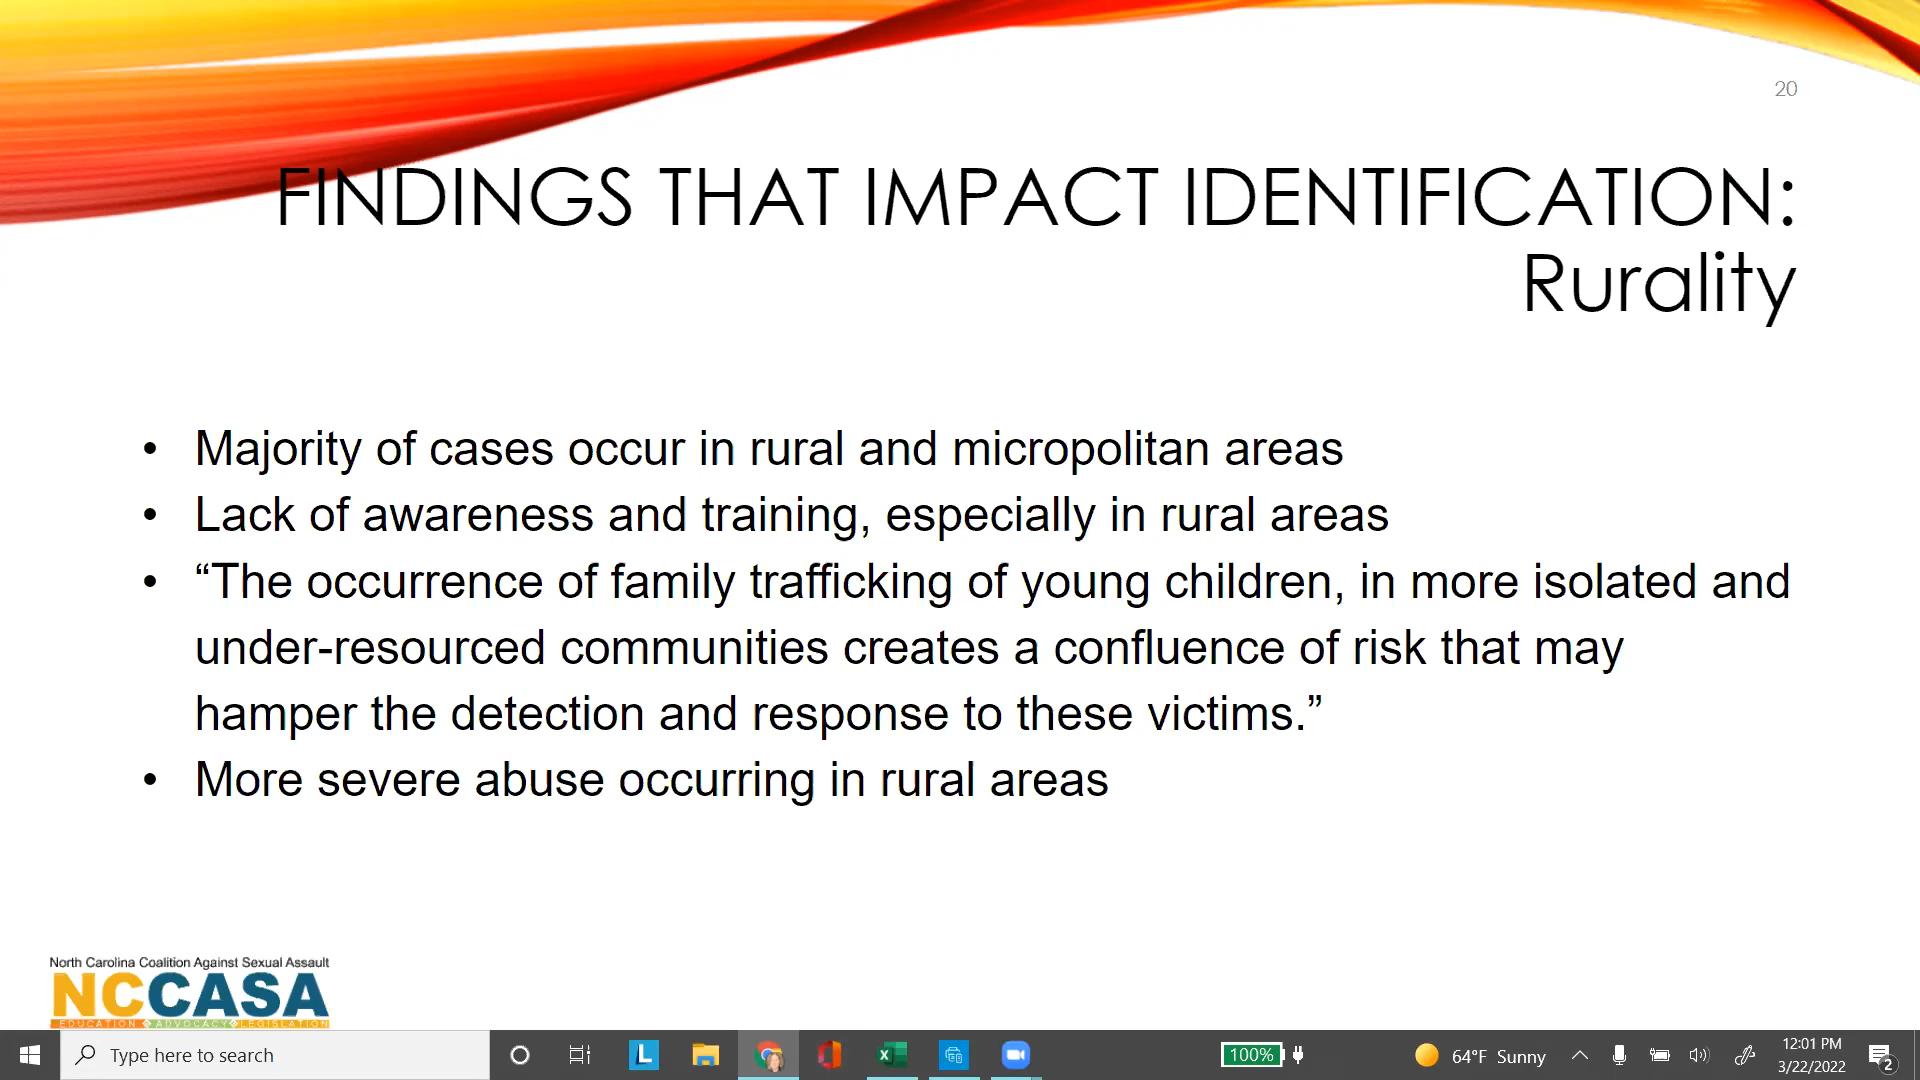 20
FINDINGS THAT IMPACT IDENTIFICATION:
Rurality
• Majority of cases occur in rural and micropolitan areas
• Lack of awareness and training, especially in rural areas
• “The occurrence of family trafficking of young children, in more isolated and
under-resourced communities creates a confluence of risk that may
hamper the detection and response to these victims.”
• More severe abuse occurring in rural areas
North Carolina Coalition Against Sexual Assault
NCCASA
EDUCATION ADVOCACY LEGISLATION
Type here to search
L
100%
64°F Sunny
12:01 PM
3/22/2022
2